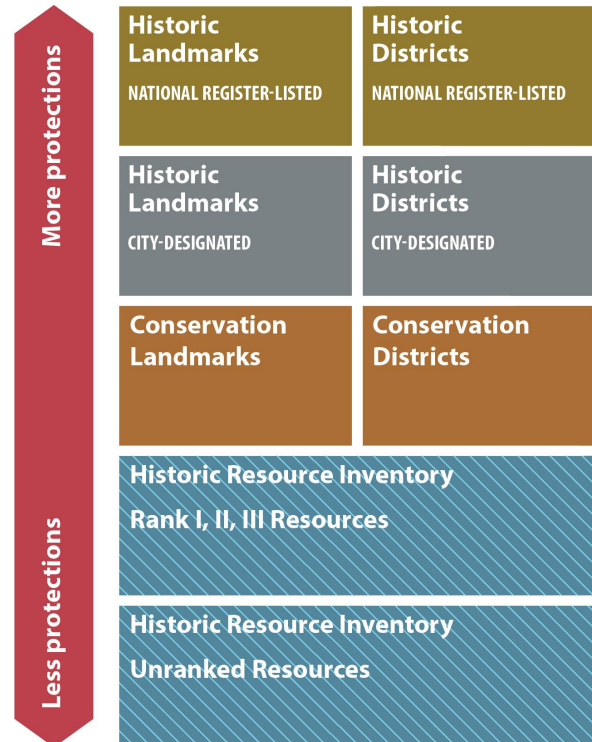 More protections
Less protections
Historic
Landmarks
NATIONAL REGISTER-LISTED
Historic
Districts
NATIONAL REGISTER-LISTED
Historic
Landmarks
CITY-DESIGNATED
Historic
Districts
CITY-DESIGNATED
Conservation
Landmarks
Conservation
Districts
Historic Resource Inventory
Rank I, II, III Resources
Historic Resource Inventory
Unranked Resources